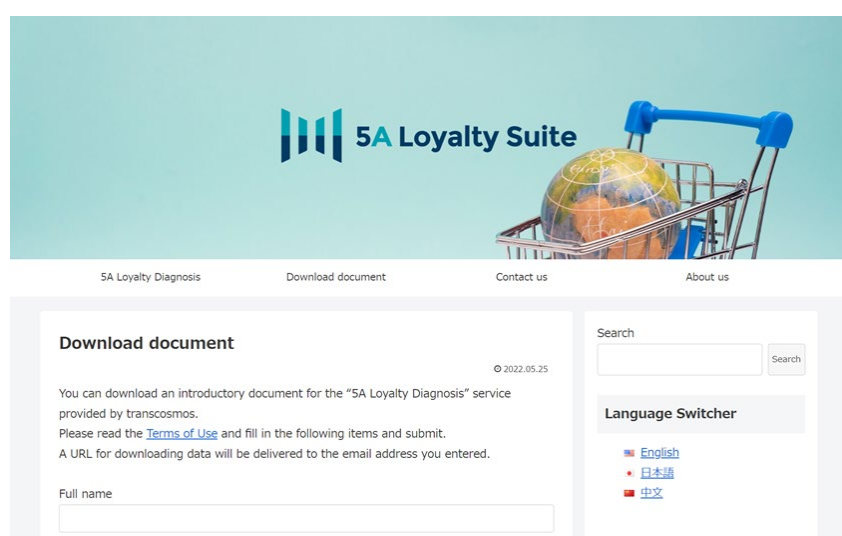 5A Loyalty Suite
5A Loyalty Diagnosis
Download document
Contact us
About us
Download document
2022.05.25
You can download an introductory document for the “5A Loyalty Diagnosis” service
provided by transcosmos.
Please read the Terms of Use and fill in the following items and submit.
A URL for downloading data will be delivered to the email address you entered.
Full name
Search
Search
Language Switcher
English
日本語
中文